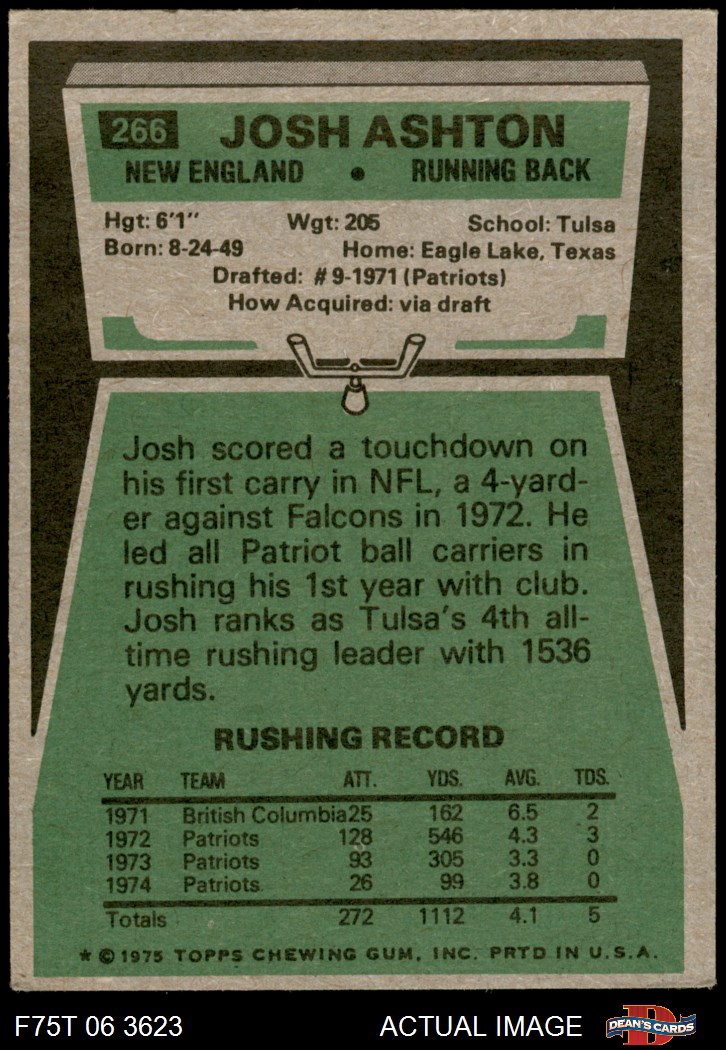 266 JOSH ASHTON
NEW ENGLAND • RUNNING BACK
Hgt: 6'1" Wgt: 205 School: Tulsa
Born: 8-24-49 Home: Eagle Lake, Texas
Drafted: #9-1971 (Patriots)
How Acquired: via draft
Josh scored a touchdown on
his first carry in NFL, a 4-yard-
er against Falcons in 1972. He
led all Patriot ball carriers in
rushing his 1st year with club.
Josh ranks as Tulsa's 4th all-
time rushing leader with 1536
yards.
RUSHING RECORD
YEAR TEAM ATT. YDS. AVG. TDS.
1971 British Columbia 25 162 6.5 2
1972 Patriots 128 546 4.3 3
1973 Patriots 93 305 3.3 0
1974 Patriots 26 99 3.8 0
Totals 272 1112 4.1 5
* © 1975 TOPPS CHEWING GUM, INC. PRTD IN U.S.A.
F75T 06 3623 ACTUAL IMAGE D DEAN'S CARDS